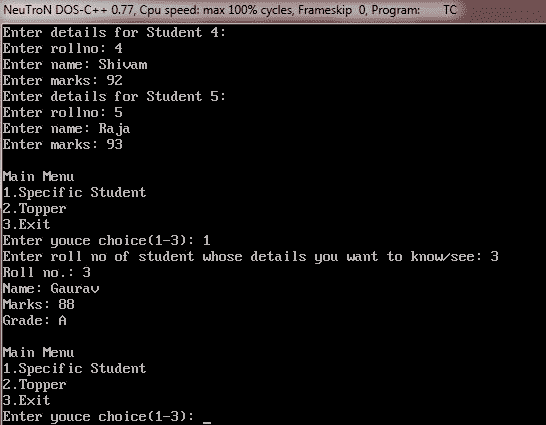 NeuTroN DOS-C++ 0.77, Cpu speed: max 100% cycles, Frameskip 0, Program: TC
Enter details for Student 4:
Enter rollno: 4
Enter name: Shivam
Enter marks: 92
Enter details for Student 5:
Enter rollno: 5
Enter name: Raja
Enter marks: 93
Main Menu
1.Specific Student
2.Topper
3.Exit
Enter youce choice(1-3): 1
Enter roll no of student whose details you want to know/see: 3
Roll no.: 3
Name: Gaurav
Marks: 88
Grade: A
Main Menu
1.Specific Student
2.Topper
3.Exit
Enter youce choice(1-3): _